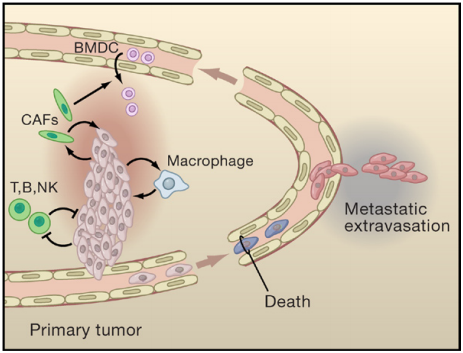 BMDC
CAFs
Macrophage
T,B,NK
Metastatic
extravasation
Death
Primary tumor